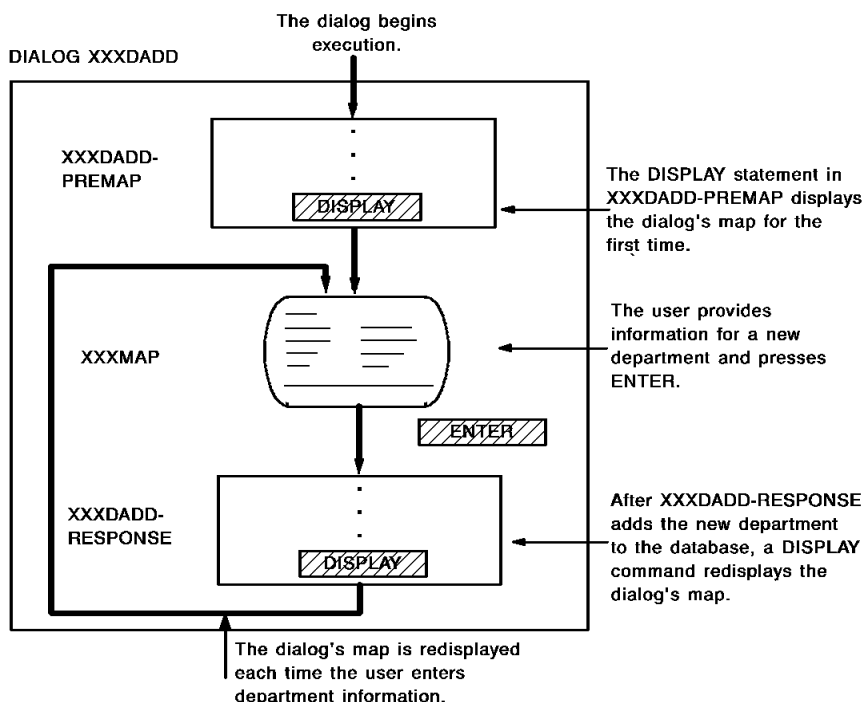 The dialog begins
execution.
DIALOG XXXDADD
XXXDADD-
PREMAP
DISPLAY
The DISPLAY statement in
XXXDADD-PREMAP displays
the dialog's map for the
first time.
XXXMAP
The user provides
information for a new
department and presses
ENTER.
ENTER
XXXDADD-
RESPONSE
DISPLAY
After XXXDADD-RESPONSE
adds the new department
to the database, a DISPLAY
command redisplays the
dialog's map.
The dialog's map is redisplayed
each time the user enters
department information.